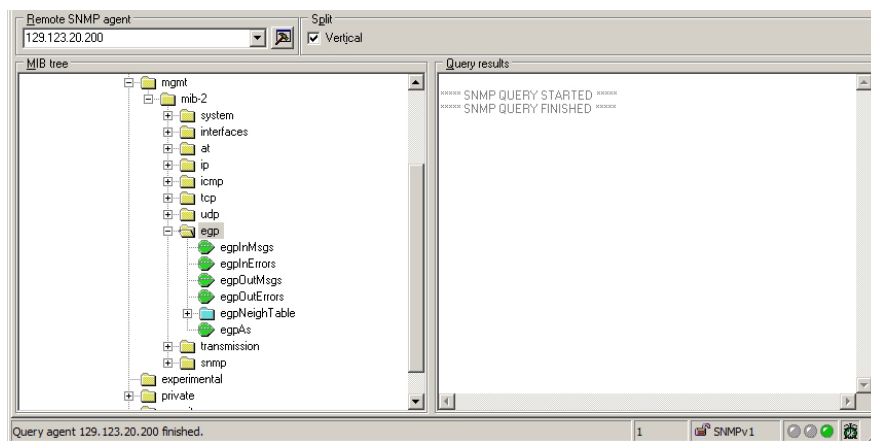 Remote SNMP agent
129.123.20.200
Split
Vertical
MIB tree
mgmt
mib-2
system
interfaces
at
ip
icmp
tcp
udp
egp
egpInMsgs
egpInErrors
egpOutMsgs
egpOutErrors
egpNeighTable
egpAs
transmission
snmp
experimental
private
Query results
***** SNMP QUERY STARTED *****
***** SNMP QUERY FINISHED *****
Query agent 129.123.20.200 finished.
1
SNMPv1